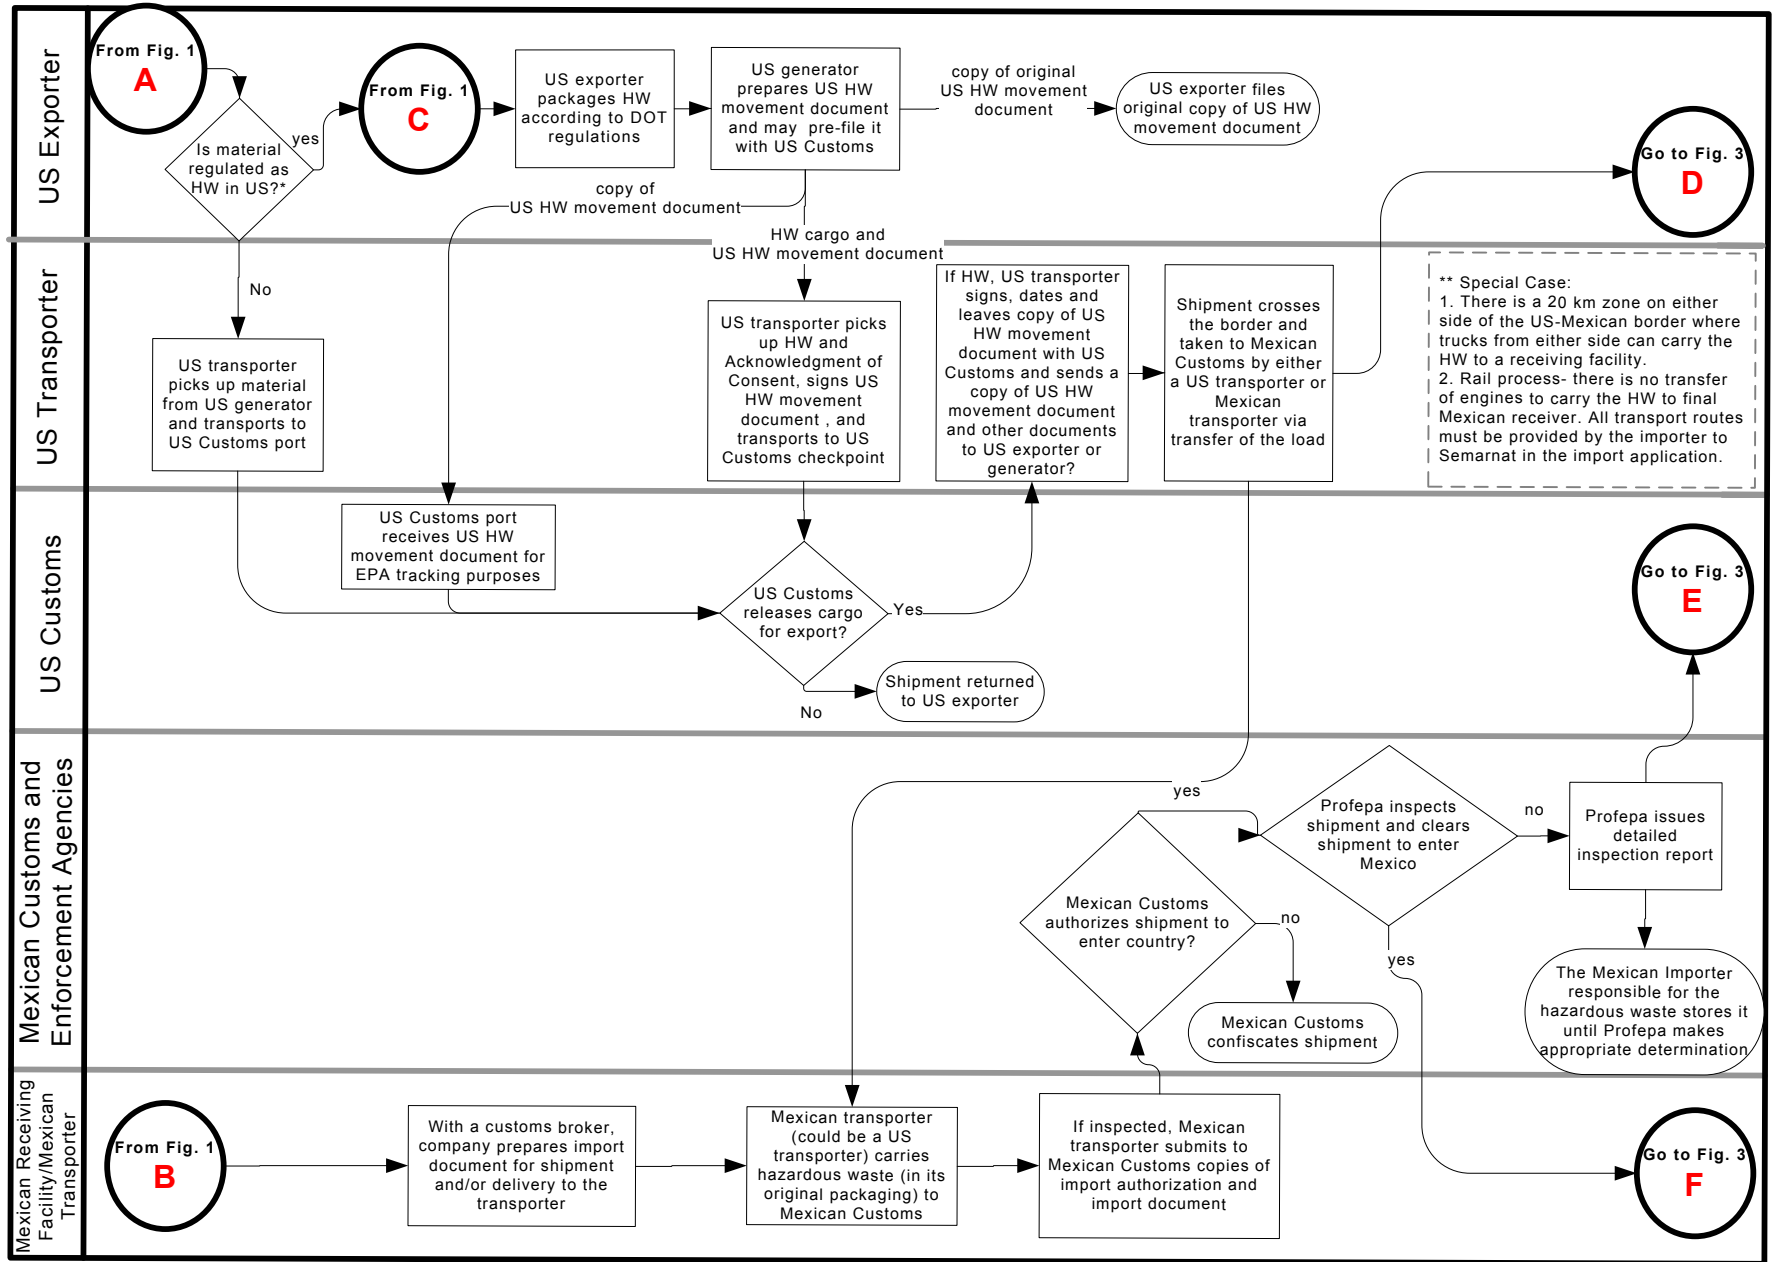 US Exporter
From Fig. 1
A
Is material
regulated as
HW in US?*
yes
No
From Fig. 1
C
US exporter
packages HW
according to DOT
regulations
US generator
prepares US HW
movement document
and may pre-file it
with US Customs
copy of original
US HW movement
document
US exporter files
original copy of US HW
movement document
copy of
US HW movement document
HW cargo and
US HW movement document
Go to Fig. 3
D
US Transporter
US transporter
picks up material
from US generator
and transports to
US Customs port
US transporter picks
up HW and
Acknowledgment of
Consent, signs US
HW movement
document , and
transports to US
Customs checkpoint
If HW, US transporter
signs, dates and
leaves copy of US
HW movement
document with US
Customs and sends a
copy of US HW
movement document
and other documents
to US exporter or
generator?
Shipment crosses
the border and
taken to Mexican
Customs by either
a US transporter or
Mexican
transporter via
transfer of the load
** Special Case:
1. There is a 20 km zone on either
side of the US-Mexican border where
trucks from either side can carry the
HW to a receiving facility.
2. Rail process- there is no transfer
of engines to carry the HW to final
Mexican receiver. All transport routes
must be provided by the importer to
Semarnat in the import application.
US Customs
US Customs port
receives US HW
movement document for
EPA tracking purposes
US Customs
releases cargo
for export?
Yes
No
Shipment returned
to US exporter
Go to Fig. 3
E
Mexican Customs and
Enforcement Agencies
Mexican Customs
authorizes shipment to
enter country?
yes
no
Mexican Customs
confiscates shipment
Profepa inspects
shipment and clears
shipment to enter
Mexico
no
yes
Profepa issues
detailed
inspection report
The Mexican Importer
responsible for the
hazardous waste stores it
until Profepa makes
appropriate determination
Mexican Receiving
Facility/Mexican
Transporter
From Fig. 1
B
With a customs broker,
company prepares import
document for shipment
and/or delivery to the
transporter
Mexican transporter
(could be a US
transporter) carries
hazardous waste (in its
original packaging) to
Mexican Customs
If inspected, Mexican
transporter submits to
Mexican Customs copies of
import authorization and
import document
Go to Fig. 3
F